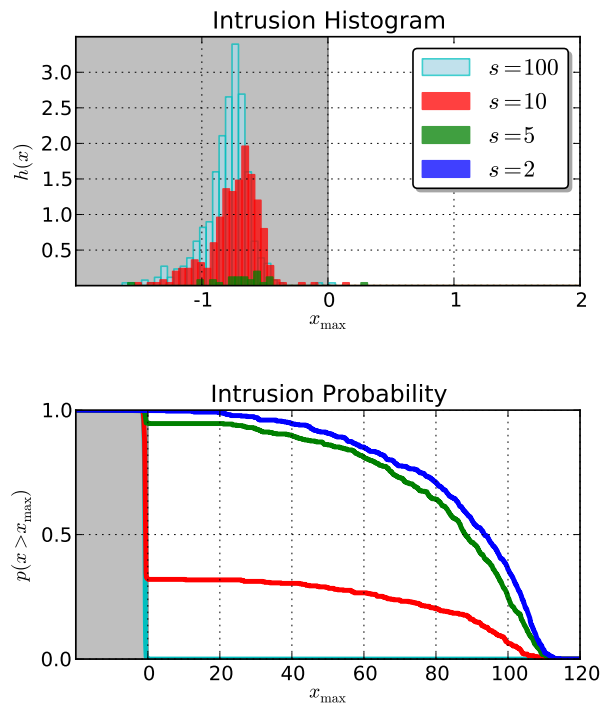 Intrusion Histogram
h(x)
3.0
2.5
2.0
1.5
1.0
0.5
s=100
s=10
s=5
s=2
-1 0 1 2
x_max
Intrusion Probability
p(x > x_max)
1.0
0.5
0.0
0 20 40 60 80 100 120
x_max